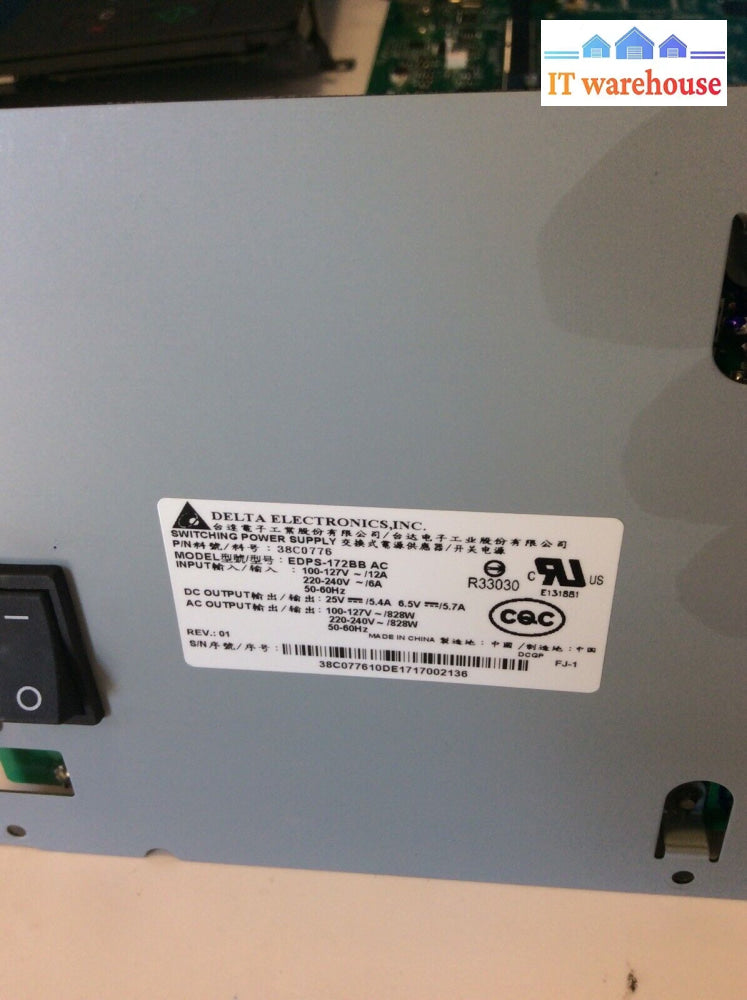 IT warehouse
DELTA ELECTRONICS,INC.
台達電子工業股份有限公司/台达电子工业股份有限公司
SWITCHING POWER SUPPLY 交換式電源供應器/开关电源
P/N料號/料号 : 38C0776
MODEL型號/型号: EDPS-172BB AC
INPUT輸入/输入 : 100-127V ~/12A
220-240V ~/6A
50-60Hz
DC OUTPUT輸出/输出: 25V ⎓/5.4A 6.5V ⎓/5.7A
AC OUTPUT輸出/输出: 100-127V~/828W
220-240V~/828W
50-60Hz
R33030
c RU US
E131881
CQC
REV.: 01
MADE IN CHINA 製造地: 中國 /制造地: 中国
S/N序號/序号:
DCGP FJ-1
38C077610DE1717002136